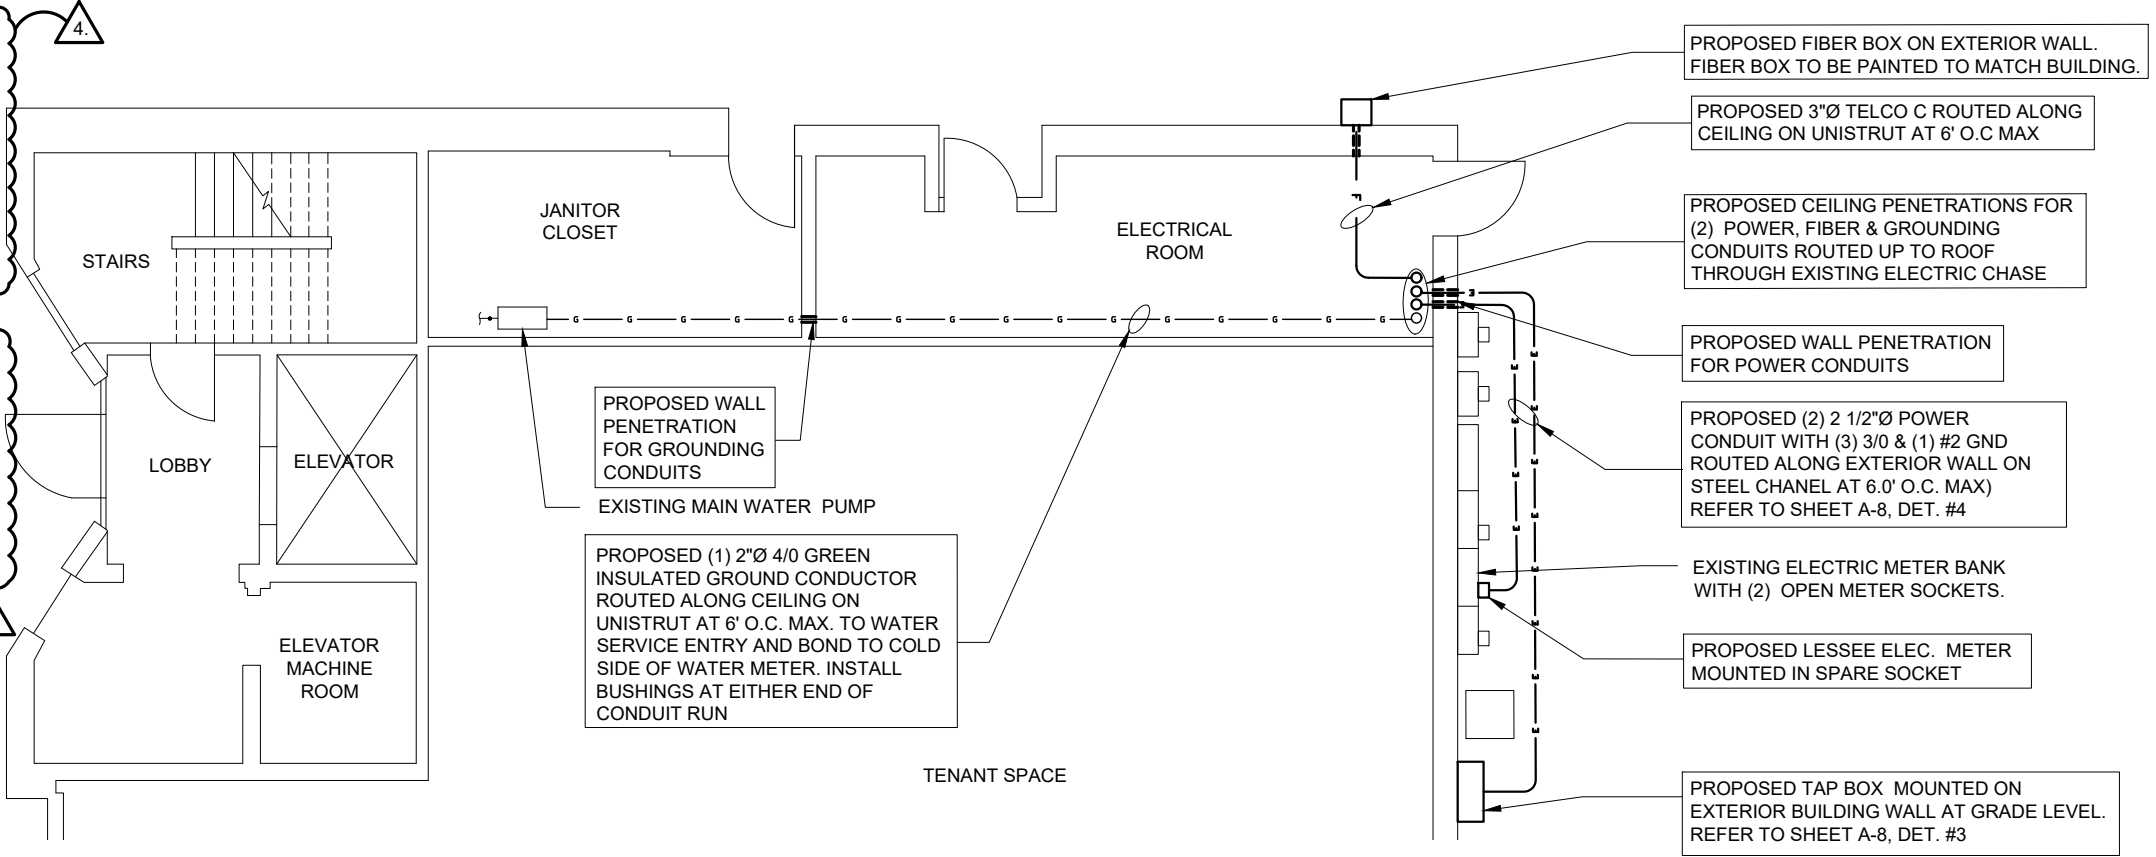 4.
PROPOSED FIBER BOX ON EXTERIOR WALL.
FIBER BOX TO BE PAINTED TO MATCH BUILDING.
PROPOSED 3"Ø TELCO C ROUTED ALONG
CEILING ON UNISTRUT AT 6' O.C MAX
PROPOSED CEILING PENETRATIONS FOR
(2) POWER, FIBER & GROUNDING
CONDUITS ROUTED UP TO ROOF
THROUGH EXISTING ELECTRIC CHASE
PROPOSED WALL PENETRATION
FOR POWER CONDUITS
PROPOSED (2) 2 1/2"Ø POWER
CONDUIT WITH (3) 3/0 & (1) #2 GND
ROUTED ALONG EXTERIOR WALL ON
STEEL CHANEL AT 6.0' O.C. MAX)
REFER TO SHEET A-8, DET. #4
EXISTING ELECTRIC METER BANK
WITH (2) OPEN METER SOCKETS.
PROPOSED LESSEE ELEC. METER
MOUNTED IN SPARE SOCKET
PROPOSED TAP BOX MOUNTED ON
EXTERIOR BUILDING WALL AT GRADE LEVEL.
REFER TO SHEET A-8, DET. #3
STAIRS
JANITOR
CLOSET
ELECTRICAL
ROOM
F
G G G G G G G G G G G G G G G G
E E E E E E E E E E E E E
LOBBY
ELEVATOR
PROPOSED WALL
PENETRATION
FOR GROUNDING
CONDUITS
EXISTING MAIN WATER PUMP
PROPOSED (1) 2"Ø 4/0 GREEN
INSULATED GROUND CONDUCTOR
ROUTED ALONG CEILING ON
UNISTRUT AT 6' O.C. MAX. TO WATER
SERVICE ENTRY AND BOND TO COLD
SIDE OF WATER METER. INSTALL
BUSHINGS AT EITHER END OF
CONDUIT RUN
ELEVATOR
MACHINE
ROOM
TENANT SPACE